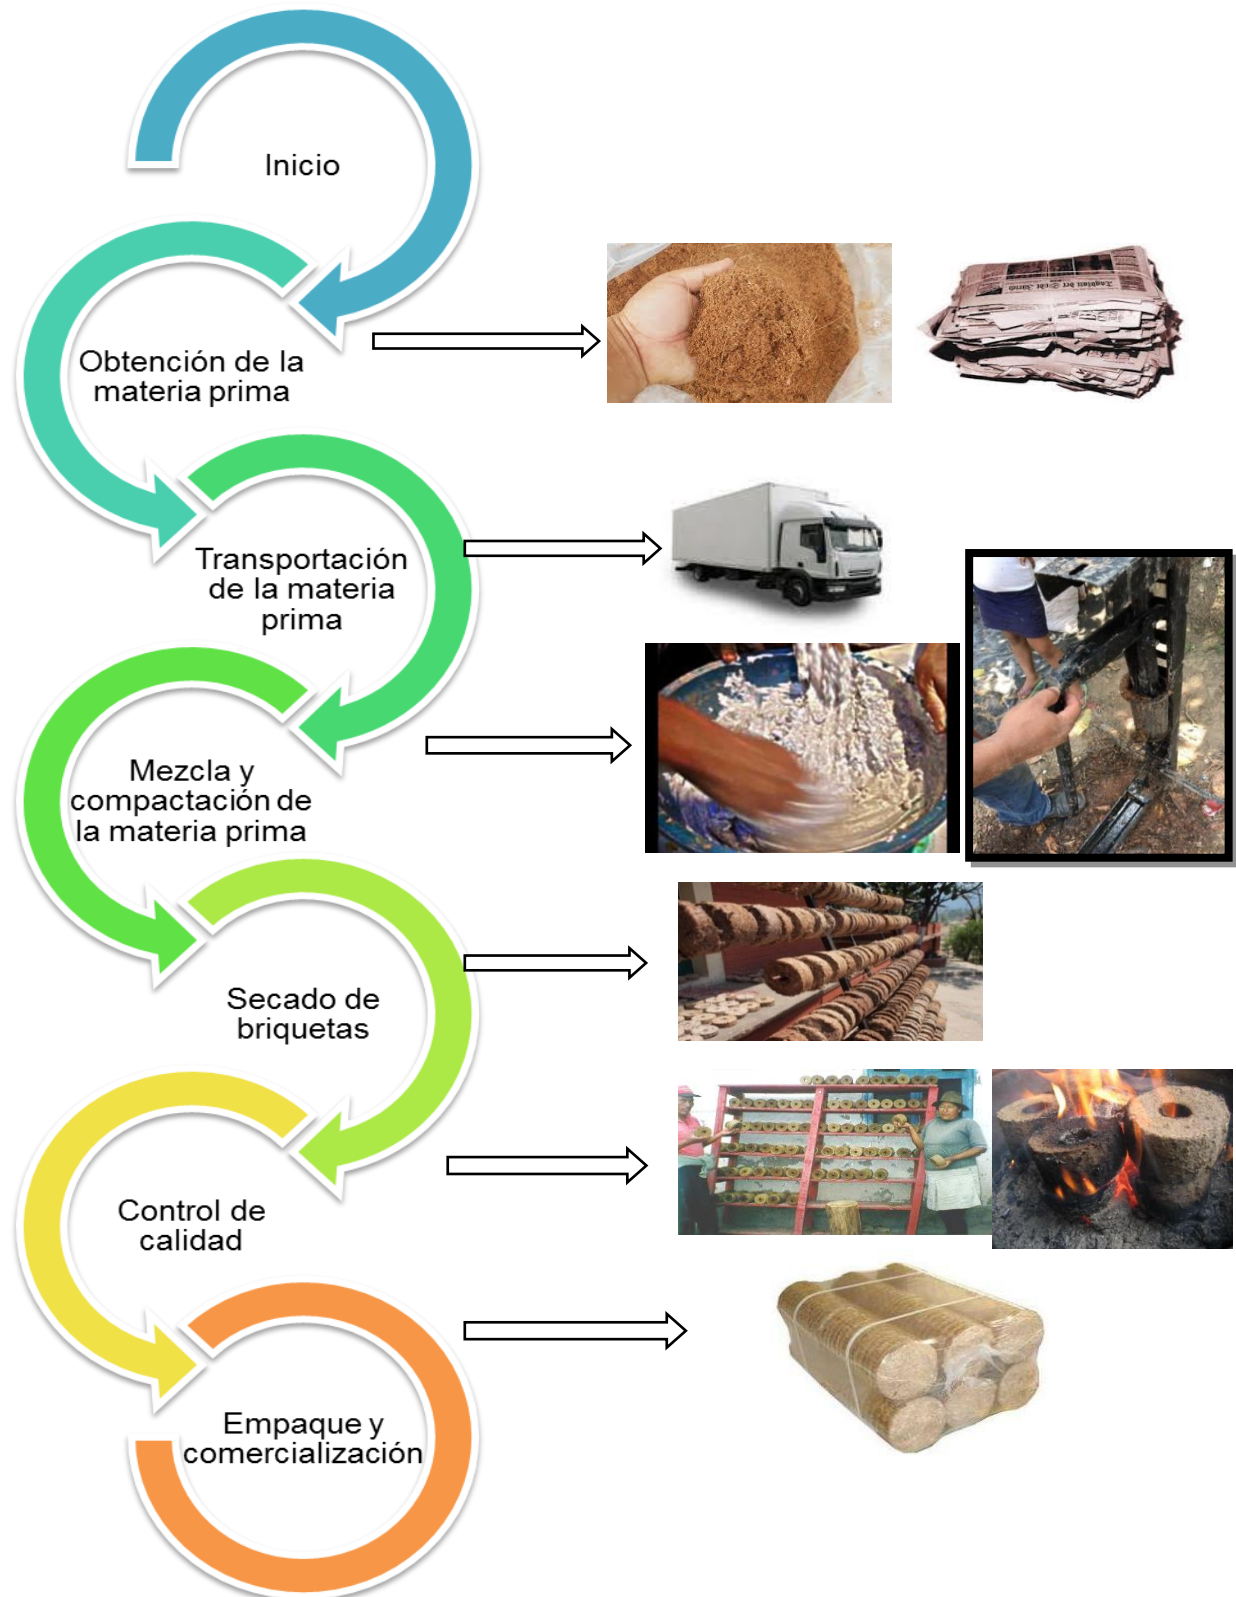 Inicio
Obtención de la
materia prima
Transportación
de la materia
prima
Mezcla y
compactación de
la materia prima
Secado de
briquetas
Control de
calidad
Empaque y
comercialización